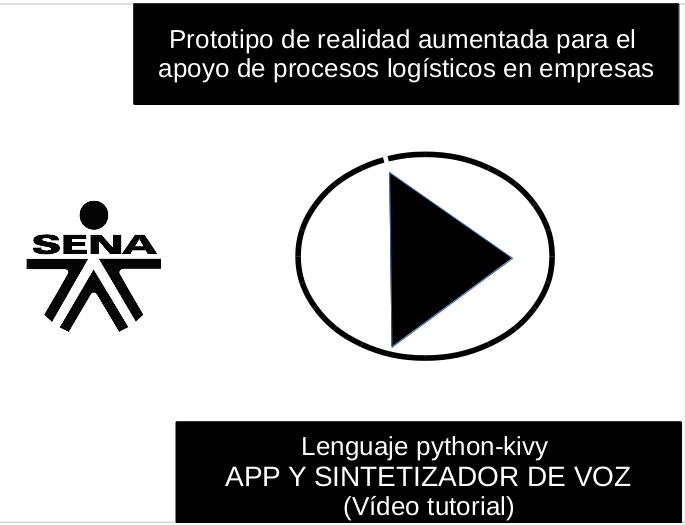 Prototipo de realidad aumentada para el
apoyo de procesos logísticos en empresas
SENA
Lenguaje python-kivy
APP Y SINTETIZADOR DE VOZ
(Vídeo tutorial)